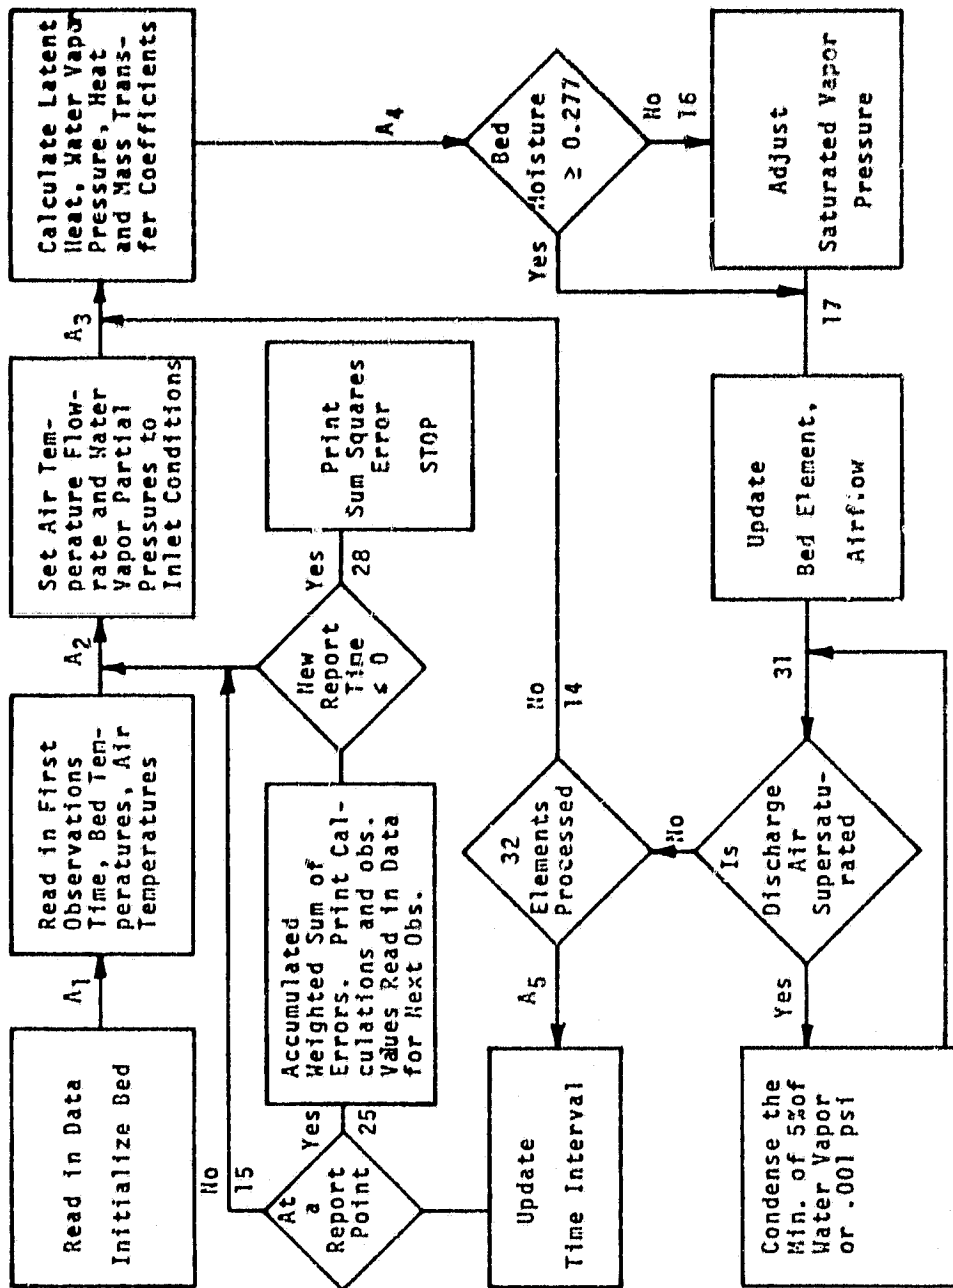 Read in Data
Initialize Bed
A1
Read in First
Observations
Time, Bed Tem-
peratures, Air
Temperatures
A2
Set Air Tem-
perature Flow-
rate and Water
Vapor Partial
Pressures to
Inlet Conditions
A3
Calculate Latent
Heat, Water Vapor
Pressure, Heat
and Mass Trans-
fer Coefficients
A4
Bed
Moisture
≥ 0.277
Yes
No
16
Adjust
Saturated Vapor
Pressure
17
Update
Bed Element,
Airflow
31
Is
Discharge
Air
Supersatu-
rated
Yes
No
Condense the
Min. of 5% of
Water Vapor
or .001 psi
32
Elements
Processed
No
14
A5
Update
Time Interval
At
a
Report
Point
No
15
Yes
25
Accumulated
Weighted Sum of
Errors. Print Cal-
culations and obs.
Values Read in Data
for Next Obs.
New
Report
Time
≤ 0
Yes
28
Print
Sum Squares
Error
STOP